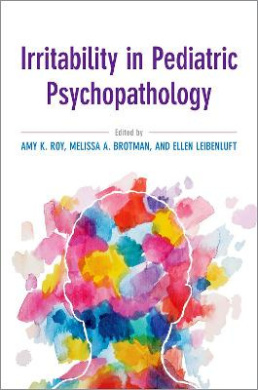 Irritability in Pediatric
Psychopathology
Edited by
AMY K. ROY, MELISSA A. BROTMAN, AND ELLEN LEIBENLUFT